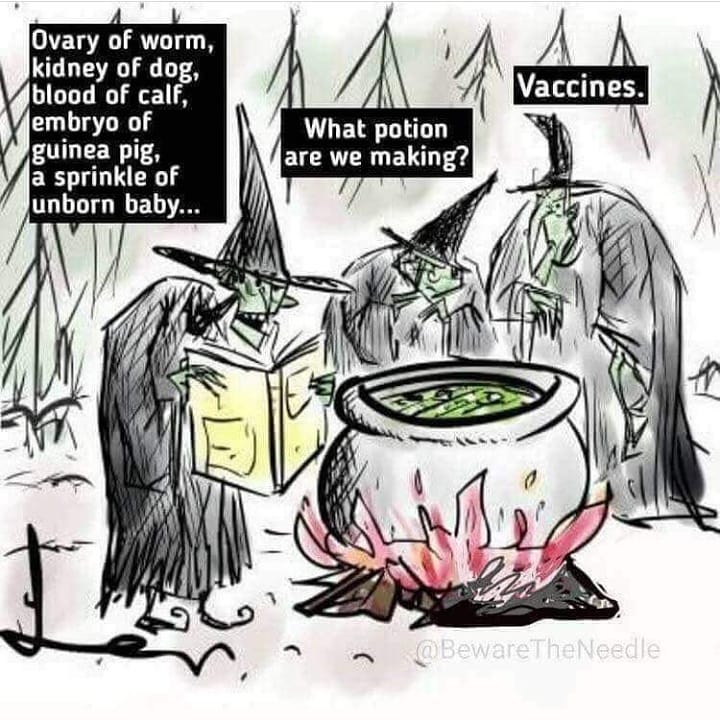 Ovary of worm,
kidney of dog,
blood of calf,
embryo of
guinea pig,
a sprinkle of
unborn baby...
What potion
are we making?
Vaccines.
@BewareTheNeedle